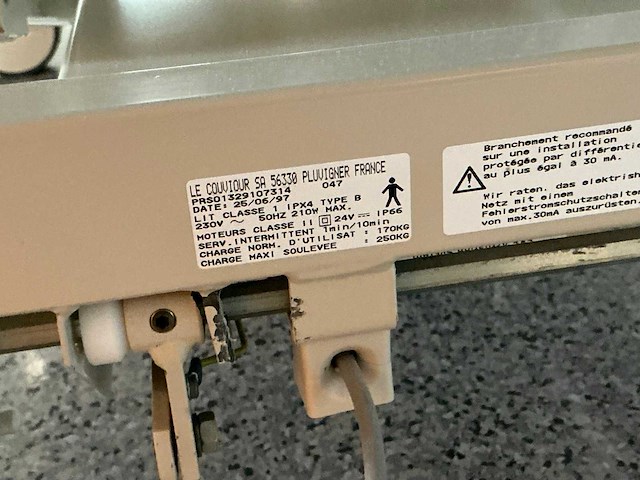 LE COUVIOUR SA 56330 PLUVIGNER FRANCE
PRS01329107314 047
DATE: 25/06/97
LIT CLASSE 1 IPX4 TYPE B
230V ~ 50HZ 210W MAX.
MOTEURS CLASSE II 24V IP66
SERV.INTERMITTENT 1min/10min
CHARGE NORM. D'UTILISAT : 170KG
CHARGE MAXI SOULEVEE : 250KG
Branchement recommandé
sur une installation
protégée par différentie
au plus égal à 30 mA.
Wir raten, das elektrish
Netz mit einem
Fehlerstromschutzschalte
von max.30mA auszurüsten.